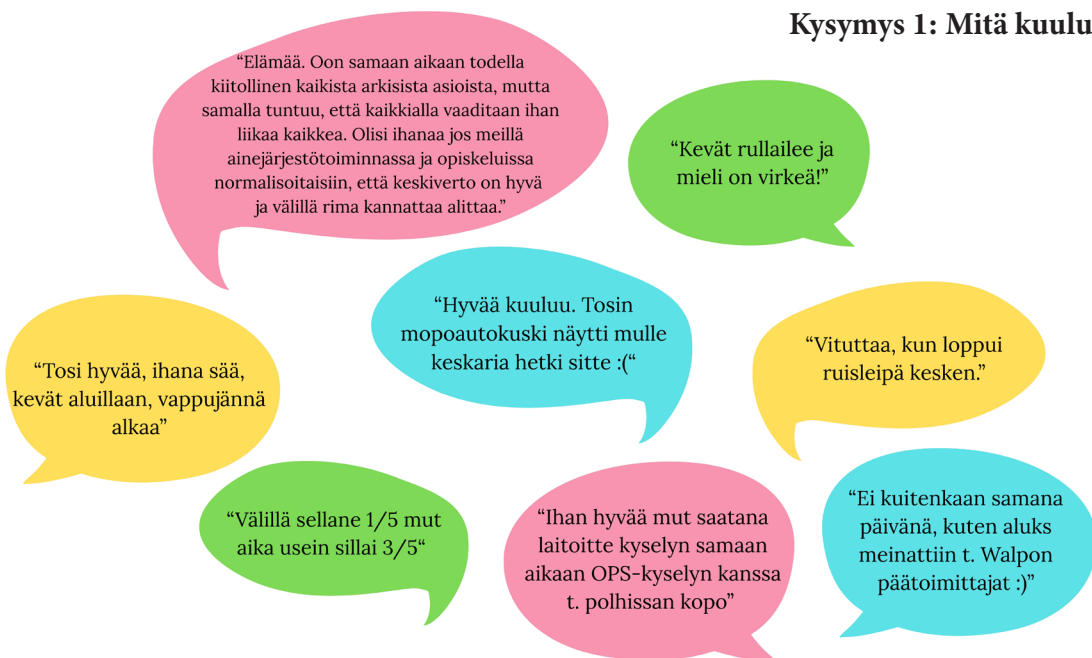 Kysymys 1: Mitä kuulu
“Elämää. Oon samaan aikaan todella
kiitollinen kaikista arkisista asioista, mutta
samalla tuntuu, että kaikkialla vaaditaan ihan
liikaa kaikkea. Olisi ihanaa jos meillä
ainejärjestötoiminnassa ja opiskeluissa
normalisoitaisiin, että keskiverto on hyvä
ja välillä rima kannattaa alittaa.”
“Kevät rullailee ja
mieli on virkeä!”
“Hyvää kuuluu. Tosin
mopoautokuski näytti mulle
keskaria hetki sitte :(“
“Vituttaa, kun loppui
ruisleipä kesken.”
“Tosi hyvää, ihana sää,
kevät aluillaan, vappujännä
alkaa”
“Välillä sellane 1/5 mut
aika usein sillai 3/5“
“Ihan hyvää mut saatana
laitoitte kyselyn samaan
aikaan OPS-kyselyn kanssa
t. polhissan kopo”
“Ei kuitenkaan samana
päivänä, kuten aluks
meinattiin t. Walpon
päätoimittajat :)”